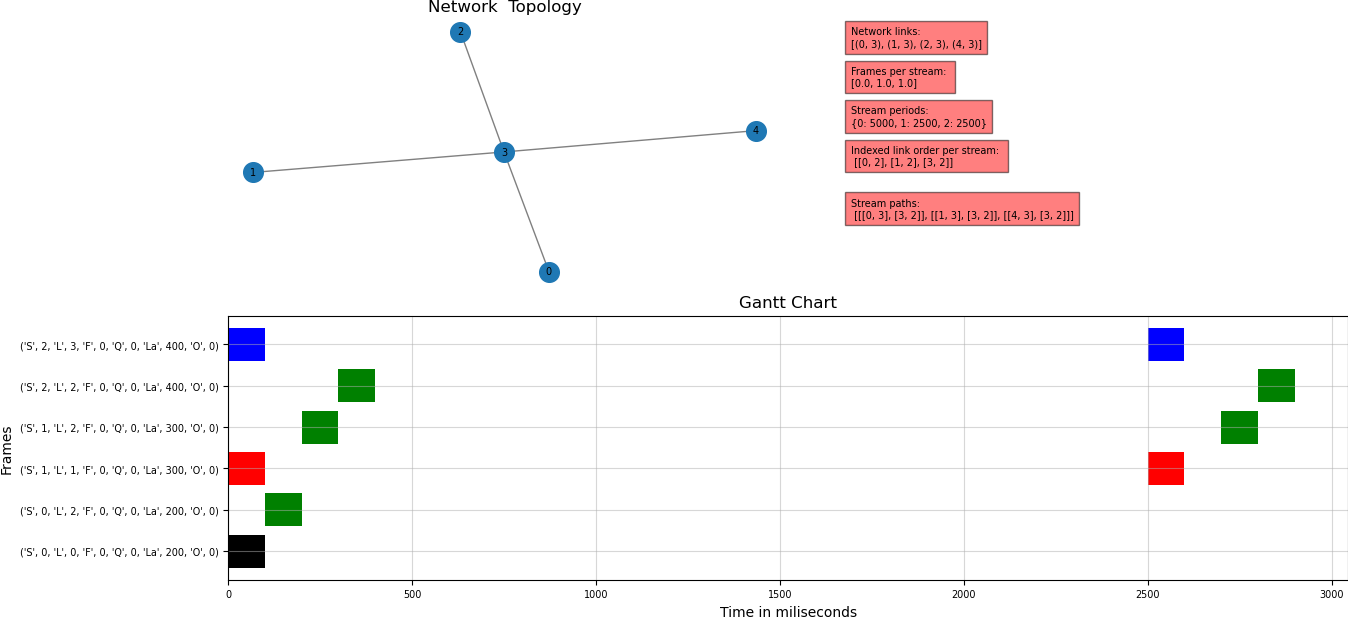 Network  Topology
2
4
3
1
0
Network links:
[(0, 3), (1, 3), (2, 3), (4, 3)]
Frames per stream:
[0.0, 1.0, 1.0]
Stream periods:
{0: 5000, 1: 2500, 2: 2500}
Indexed link order per stream:
[[0, 2], [1, 2], [3, 2]]
Stream paths:
[[[0, 3], [3, 2]], [[1, 3], [3, 2]], [[4, 3], [3, 2]]]
Gantt Chart
Frames
('S', 2, 'L', 3, 'F', 0, 'Q', 0, 'La', 400, 'O', 0)
('S', 2, 'L', 2, 'F', 0, 'Q', 0, 'La', 400, 'O', 0)
('S', 1, 'L', 2, 'F', 0, 'Q', 0, 'La', 300, 'O', 0)
('S', 1, 'L', 1, 'F', 0, 'Q', 0, 'La', 300, 'O', 0)
('S', 0, 'L', 2, 'F', 0, 'Q', 0, 'La', 200, 'O', 0)
('S', 0, 'L', 0, 'F', 0, 'Q', 0, 'La', 200, 'O', 0)
0 500 1000 1500 2000 2500 3000
Time in miliseconds